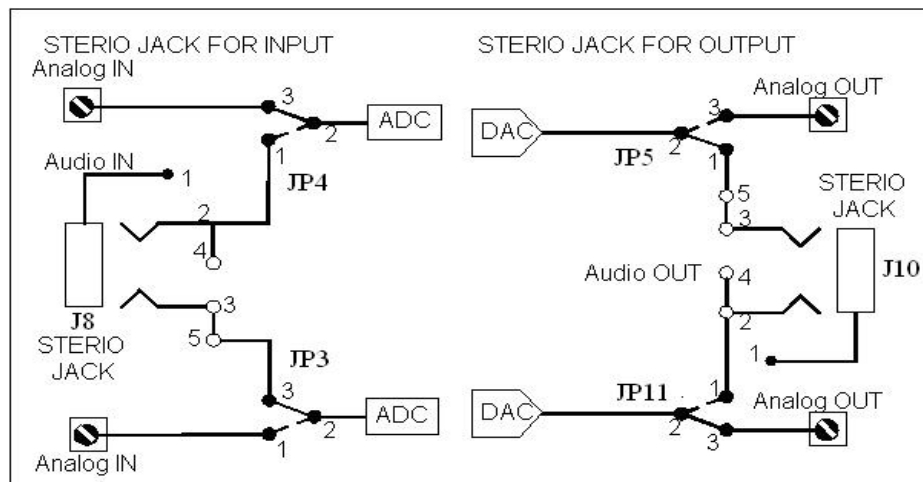 STERIO JACK FOR INPUT
Analog IN
3
2
ADC
1
JP4
Audio IN
1
2
4
3
5
J8
STERIO
JACK
JP3
3
2
ADC
1
Analog IN
STERIO JACK FOR OUTPUT
Analog OUT
DAC
3
2
JP5
1
5
3
STERIO
JACK
J10
Audio OUT
4
2
1
JP11
1
DAC
2
3
Analog OUT